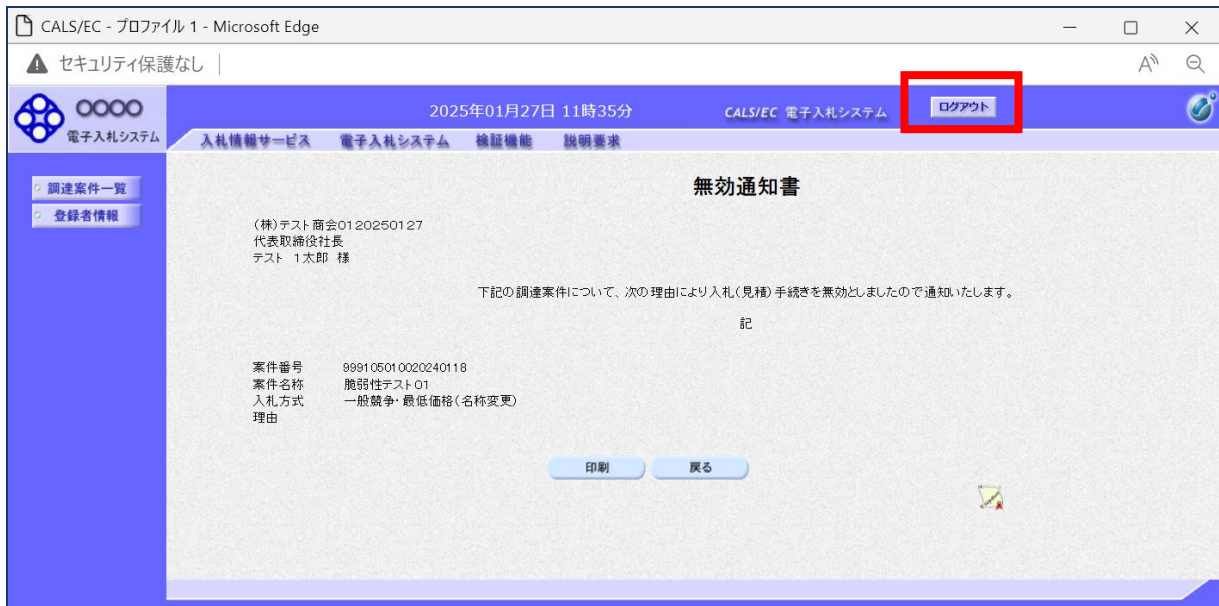 CALS/EC - プロファイル 1 - Microsoft Edge
セキュリティ保護なし
〇〇〇〇
電子入札システム
2025年01月27日 11時35分
CALS/EC 電子入札システム
ログアウト
入札情報サービス 電子入札システム 検証機能 説明要求
調達案件一覧
登録者情報
無効通知書
(株)テスト商会0120250127
代表取締役社長
テスト 1太郎 様
下記の調達案件について、次の理由により入札(見積)手続きを無効としましたので通知いたします。
記
案件番号 999105010020240118
案件名称 脆弱性テスト01
入札方式 一般競争・最低価格(名称変更)
理由
印刷 戻る